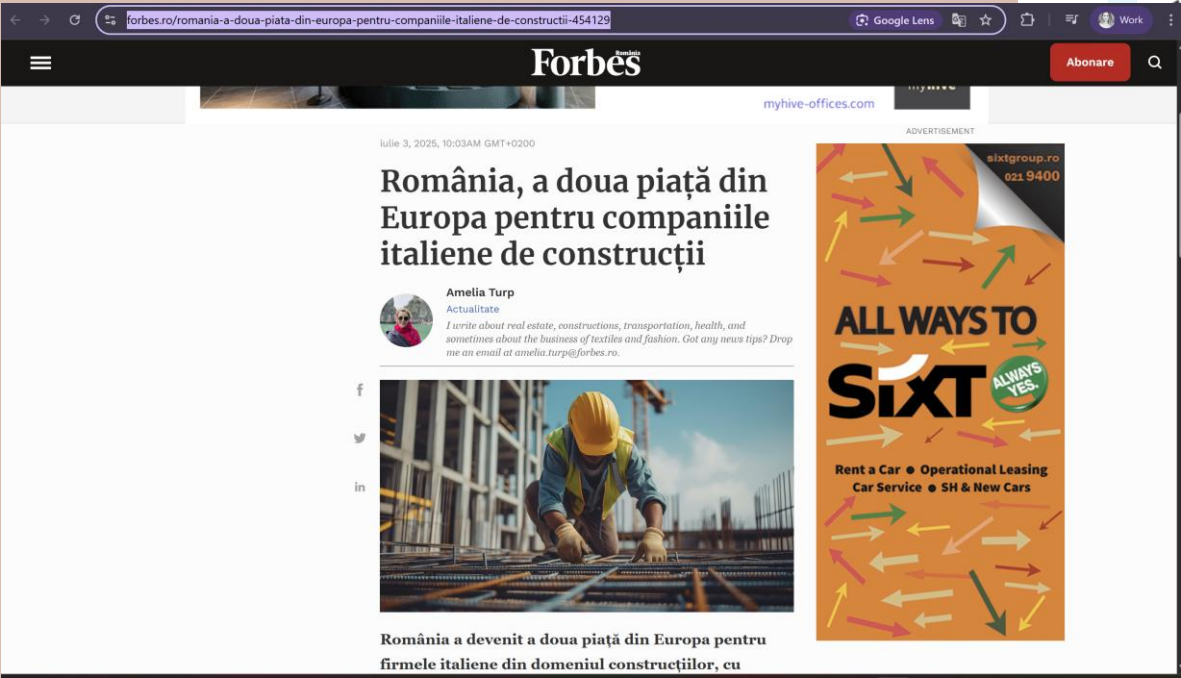 forbes.ro/romania-a-doua-piata-din-europa-pentru-companiile-italiene-de-constructii-454129
Google Lens
Work
Forbes
România
Abonare
myhive-offices.com
ADVERTISEMENT
iulie 3, 2025, 10:03AM GMT+0200
România, a doua piață din
Europa pentru companiile
italiene de construcții
Amelia Turp
Actualitate
I write about real estate, constructions, transportation, health, and
sometimes about the business of textiles and fashion. Got any news tips? Drop
me an email at amelia.turp@forbes.ro.
f
in
România a devenit a doua piață din Europa pentru
firmele italiene din domeniul construcțiilor, cu
sixtgroup.ro
021 9400
ALL WAYS TO
SiXT
ALWAYS
YES.
Rent a Car ● Operational Leasing
Car Service ● SH & New Cars